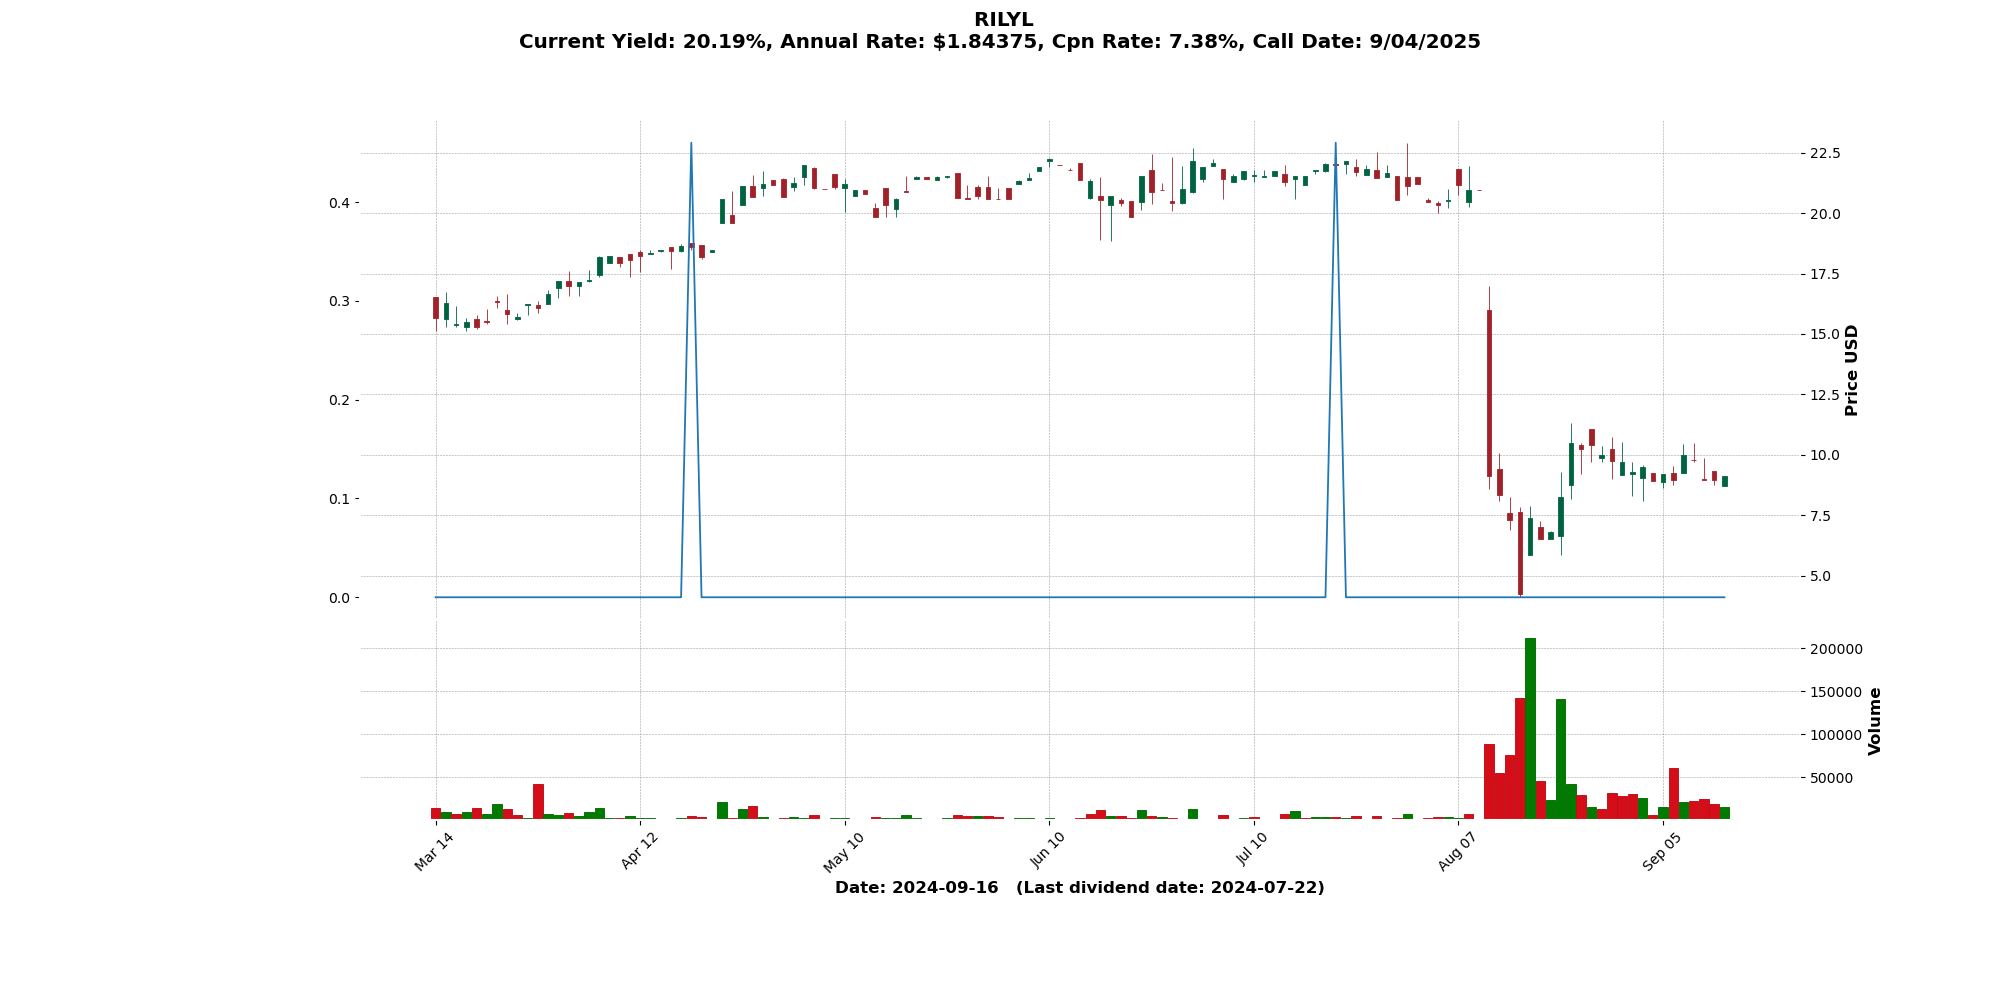 RILYL
Current Yield: 20.19%, Annual Rate: $1.84375, Cpn Rate: 7.38%, Call Date: 9/04/2025
0.4
0.3
0.2
0.1
0.0
22.5
20.0
17.5
15.0
12.5
10.0
7.5
5.0
Price USD
200000
150000
100000
50000
Volume
Mar 14
Apr 12
May 10
Jun 10
Jul 10
Aug 07
Sep 05
Date: 2024-09-16   (Last dividend date: 2024-07-22)